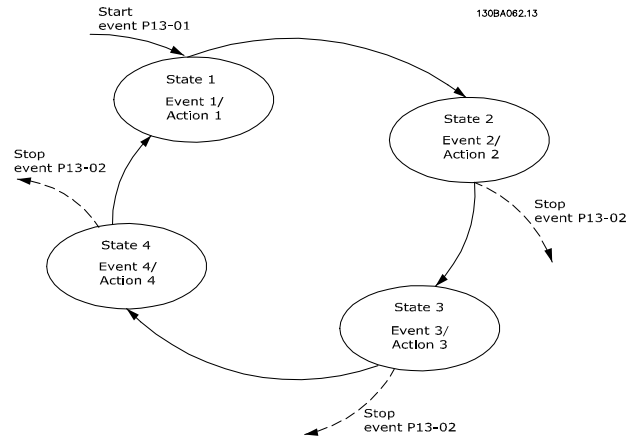 Start
event P13-01
130BA062.13
State 1
Event 1/
Action 1
State 2
Event 2/
Action 2
Stop
event P13-02
Stop
event P13-02
State 4
Event 4/
Action 4
State 3
Event 3/
Action 3
Stop
event P13-02